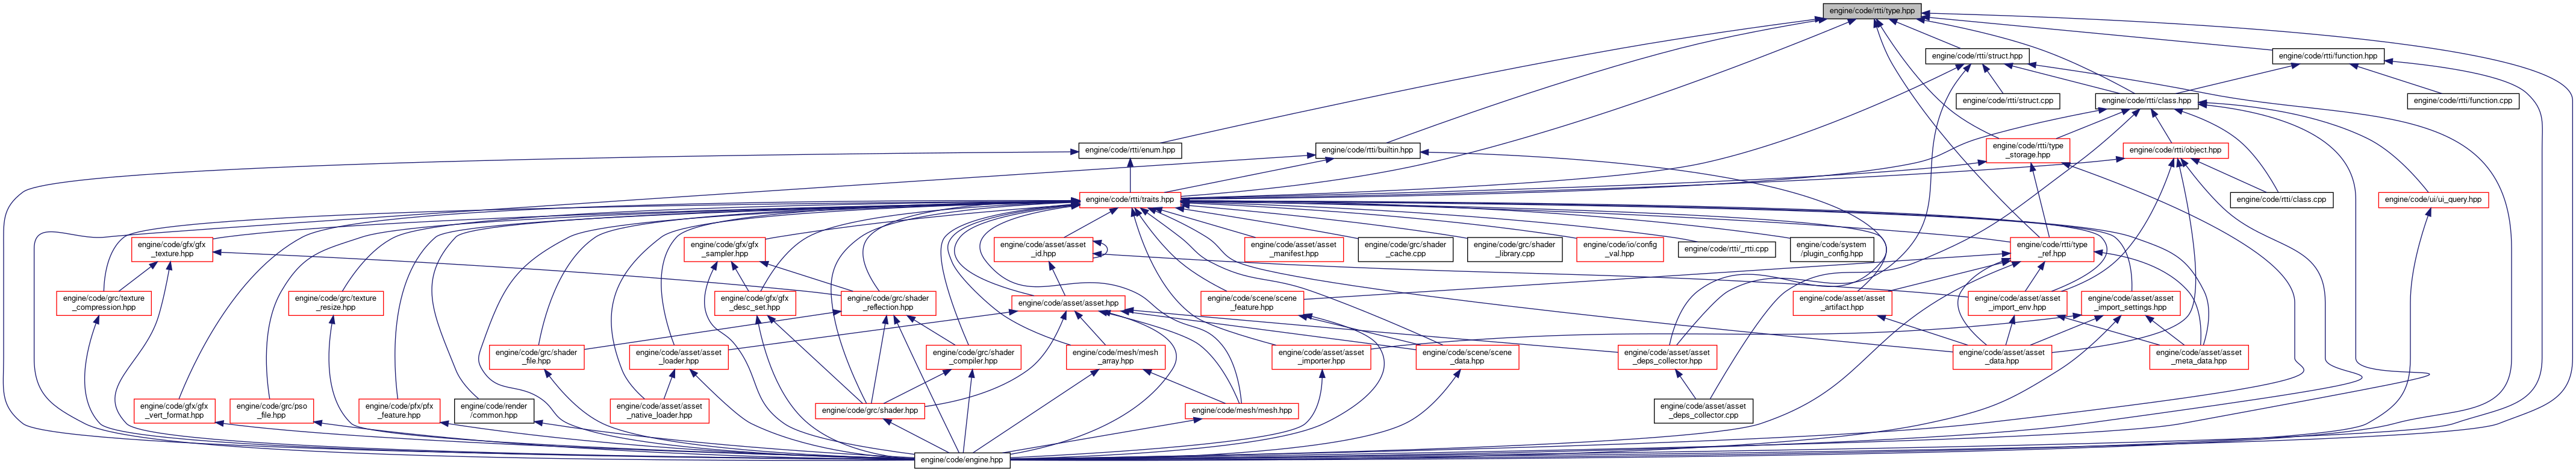 engine/code/rtti/type.hpp
engine/code/rtti/struct.hpp
engine/code/rtti/function.hpp
engine/code/rtti/struct.cpp
engine/code/rtti/class.hpp
engine/code/rtti/function.cpp
engine/code/rtti/enum.hpp
engine/code/rtti/builtin.hpp
engine/code/rtti/type
_storage.hpp
engine/code/rtti/object.hpp
engine/code/rtti/traits.hpp
engine/code/rtti/class.cpp
engine/code/ui/ui_query.hpp
engine/code/gfx/gfx
_texture.hpp
engine/code/gfx/gfx
_sampler.hpp
engine/code/asset/asset
_id.hpp
engine/code/asset/asset
_manifest.hpp
engine/code/grc/shader
_cache.cpp
engine/code/grc/shader
_library.cpp
engine/code/io/config
_val.hpp
engine/code/rtti/_rtti.cpp
engine/code/system
/plugin_config.hpp
engine/code/rtti/type
_ref.hpp
engine/code/grc/texture
_compression.hpp
engine/code/grc/texture
_resize.hpp
engine/code/gfx/gfx
_desc_set.hpp
engine/code/grc/shader
_reflection.hpp
engine/code/asset/asset.hpp
engine/code/scene/scene
_feature.hpp
engine/code/asset/asset
_artifact.hpp
engine/code/asset/asset
_import_env.hpp
engine/code/asset/asset
_import_settings.hpp
engine/code/grc/shader
_file.hpp
engine/code/asset/asset
_loader.hpp
engine/code/grc/shader
_compiler.hpp
engine/code/mesh/mesh
_array.hpp
engine/code/asset/asset
_importer.hpp
engine/code/scene/scene
_data.hpp
engine/code/asset/asset
_deps_collector.hpp
engine/code/asset/asset
_data.hpp
engine/code/asset/asset
_meta_data.hpp
engine/code/gfx/gfx
_vert_format.hpp
engine/code/grc/pso
_file.hpp
engine/code/pfx/pfx
_feature.hpp
engine/code/render
/common.hpp
engine/code/asset/asset
_native_loader.hpp
engine/code/grc/shader.hpp
engine/code/mesh/mesh.hpp
engine/code/asset/asset
_deps_collector.cpp
engine/code/engine.hpp